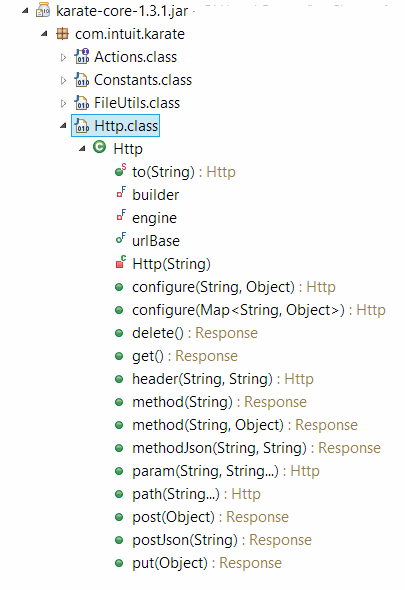 karate-core-1.3.1.jar -
com.intuit.karate
Actions.class
Constants.class
FileUtils.class
Http.class
Http
to(String) : Http
builder
engine
urlBase
Http(String)
configure(String, Object) : Http
configure(Map<String, Object>) : Http
delete() : Response
get() : Response
header(String, String) : Http
method(String) : Response
method(String, Object) : Response
methodJson(String, String) : Response
param(String, String...) : Http
path(String...) : Http
post(Object) : Response
postJson(String) : Response
put(Object) : Response